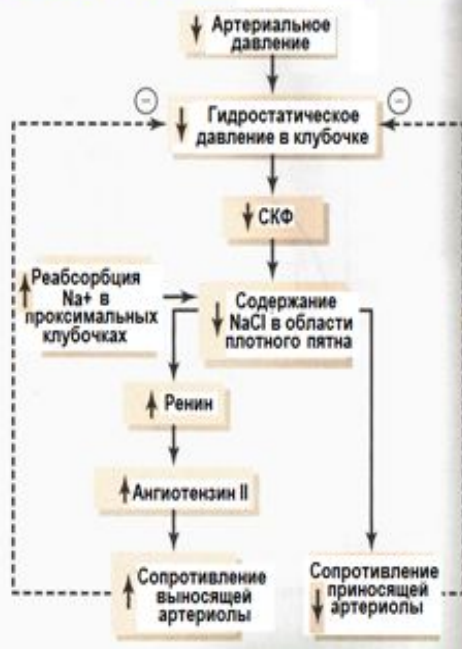 ↓ Артериальное
давление
⊖
⊖
↓ Гидростатическое
давление в клубочке
↓ СКФ
↑ Реабсорбция
Na+ в
проксимальных
клубочках
↓ Содержание
NaCl в области
плотного пятна
↑ Ренин
↑ Ангиотензин II
↑ Сопротивление
выносящей
артериолы
↓ Сопротивление
приносящей
артериолы